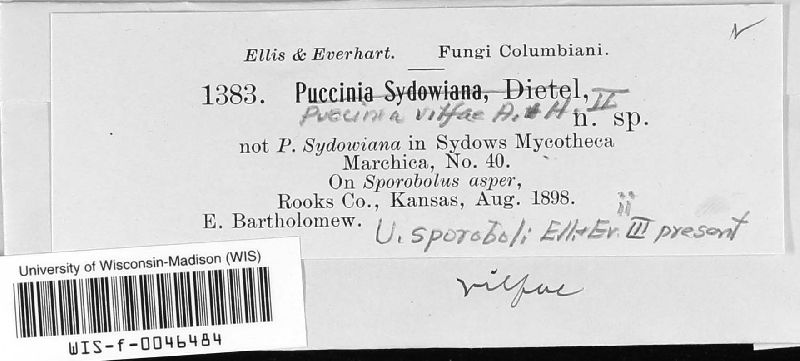 Ellis & Everhart. Fungi Columbiani.
1383. Puccinia Sydowiana, Dietel,
Puccinia vilfae A. & H. II
n. sp.
not P. Sydowiana in Sydows Mycotheca
Marchica, No. 40.
On Sporobolus asper,
Rooks Co., Kansas, Aug. 1898.
E. Bartholomew.
ii
U. sporoboli Ell.+Ev. III present
vilfae
University of Wisconsin-Madison (WIS)
WIS-f-0046484